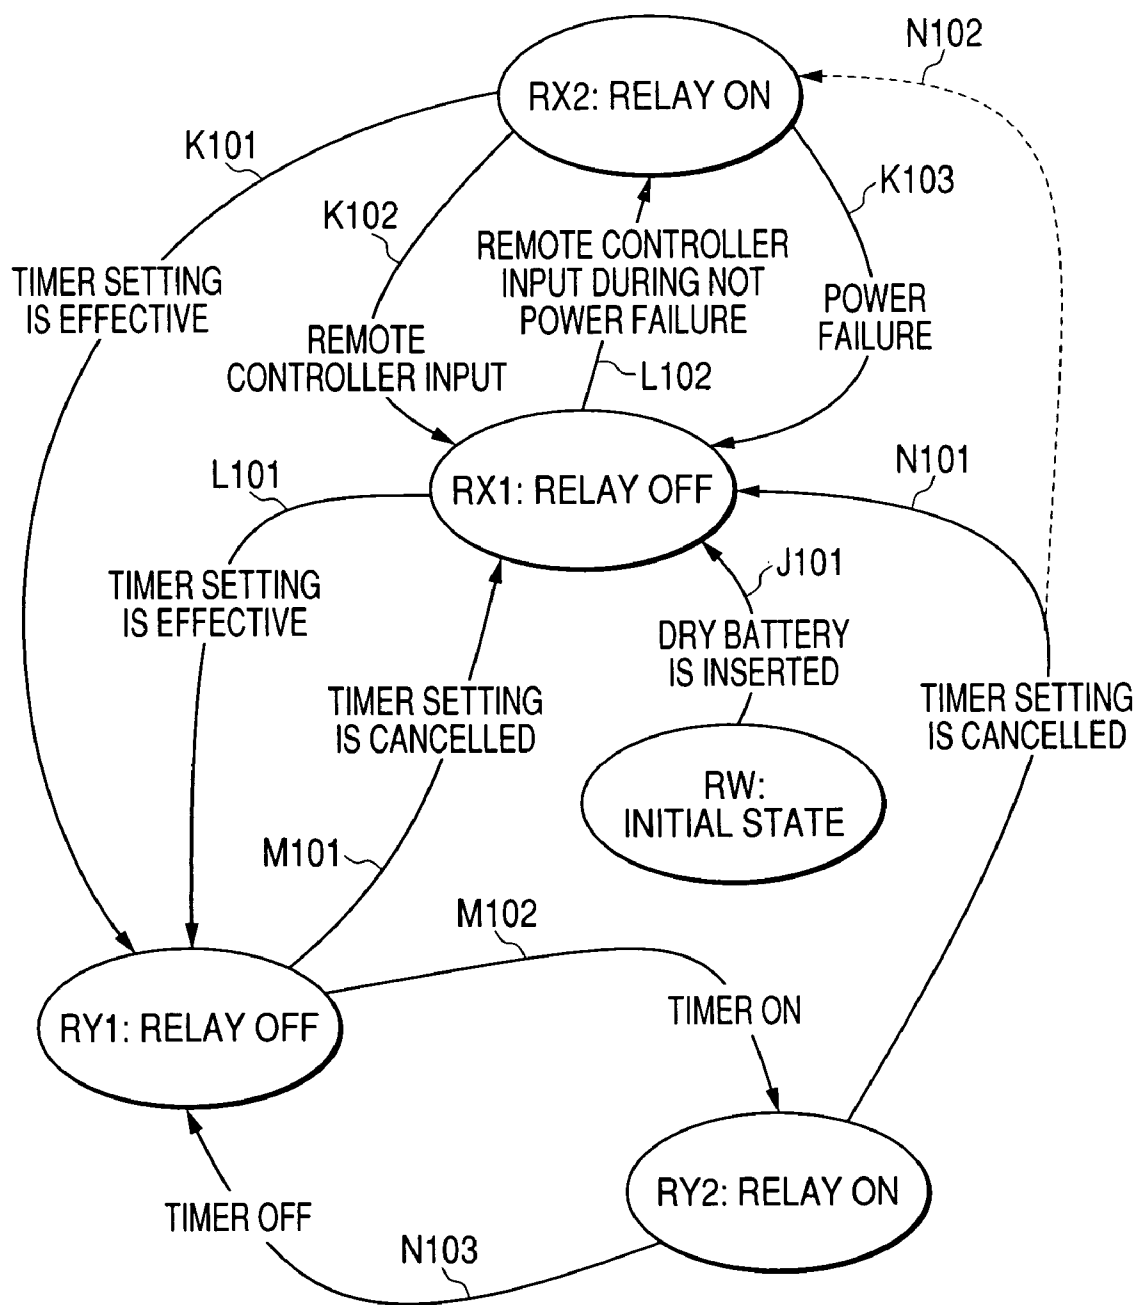 N102
RX2: RELAY ON
K101
K102
K103
REMOTE CONTROLLER
INPUT DURING NOT
POWER FAILURE
TIMER SETTING
IS EFFECTIVE
POWER
FAILURE
REMOTE
CONTROLLER INPUT
L102
L101
RX1: RELAY OFF
N101
J101
TIMER SETTING
IS EFFECTIVE
DRY BATTERY
IS INSERTED
TIMER SETTING
IS CANCELLED
TIMER SETTING
IS CANCELLED
RW:
INITIAL STATE
M101
M102
RY1: RELAY OFF
TIMER ON
RY2: RELAY ON
TIMER OFF
N103